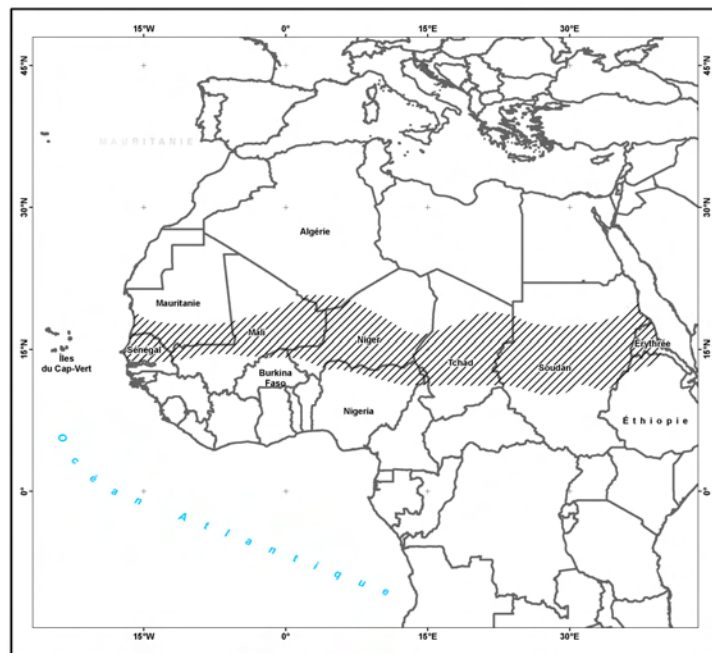 15°W 0° 15°E 30°E
45°N 45°N
MAURITANIE
30°N 30°N
Algérie
Mauritanie
Mali
Niger
Tchad
Soudan
Érythrée
15°N 15°N
Sénégal
Îles
du Cap-Vert
Burkina
Faso
Nigeria
Éthiopie
Océan Atlantique
0° 0°
15°W 0° 15°E 30°E